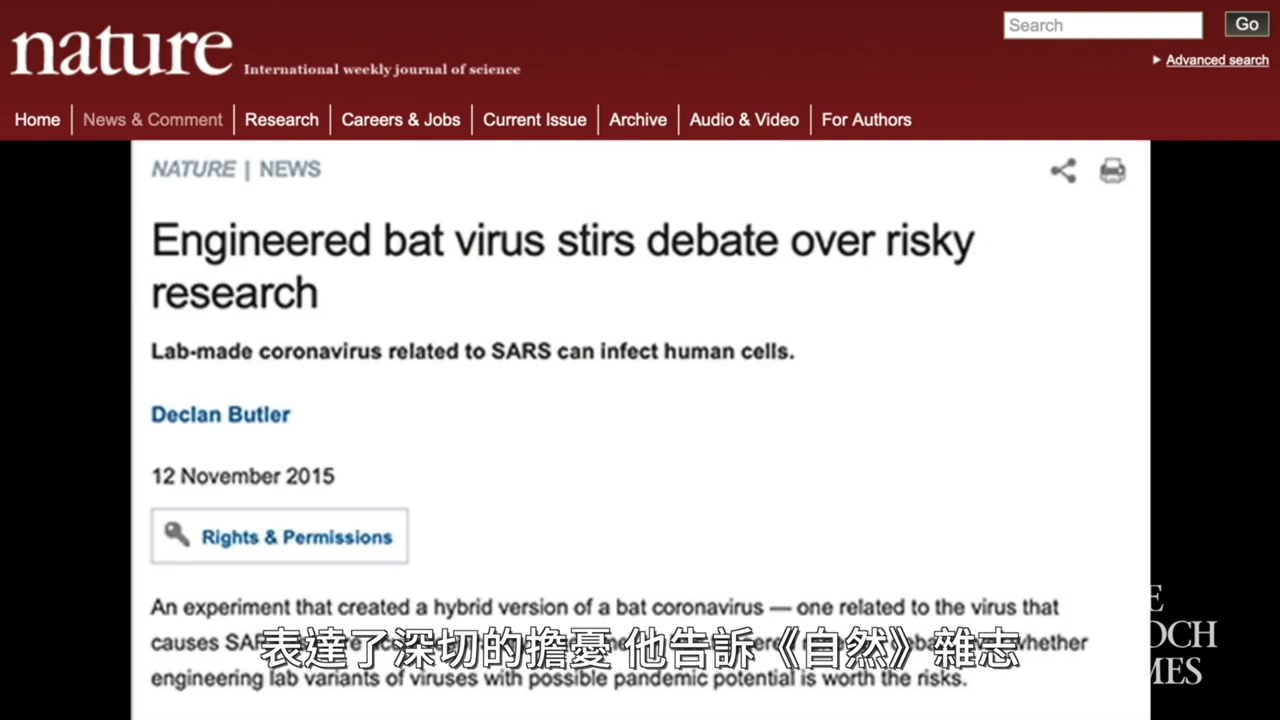 nature International weekly journal of science
Search
Go
Advanced search
Home
News & Comment
Research
Careers & Jobs
Current Issue
Archive
Audio & Video
For Authors
NATURE | NEWS
Engineered bat virus stirs debate over risky
research
Lab-made coronavirus related to SARS can infect human cells.
Declan Butler
12 November 2015
Rights & Permissions
An experiment that created a hybrid version of a bat coronavirus — one related to the virus that
causes whether
表達了深切的擔憂 他告訴《自然》雜志
engineering lab variants of viruses with possible pandemic potential is worth the risks.
E
OCH
MES